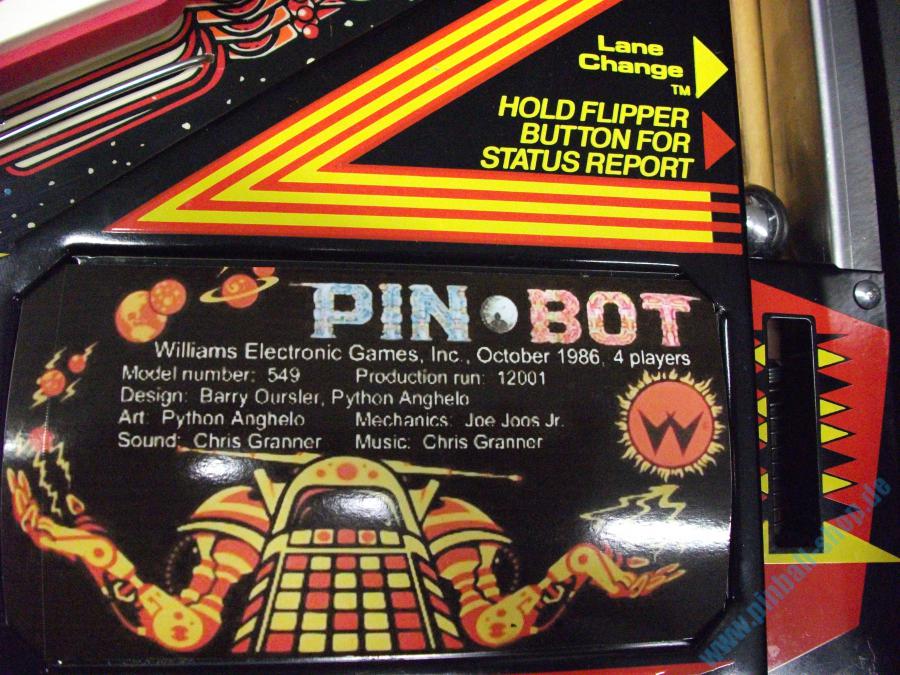 Lane
Change
TM
HOLD FLIPPER
BUTTON FOR
STATUS REPORT
PIN BOT
Williams Electronic Games, Inc., October 1986, 4 players
Model number: 549 Production run: 12001
Design: Barry Oursler, Python Anghelo
Art: Python Anghelo Mechanics: Joe Joos Jr.
Sound: Chris Granner Music: Chris Granner
W
www.pinball-shop.de